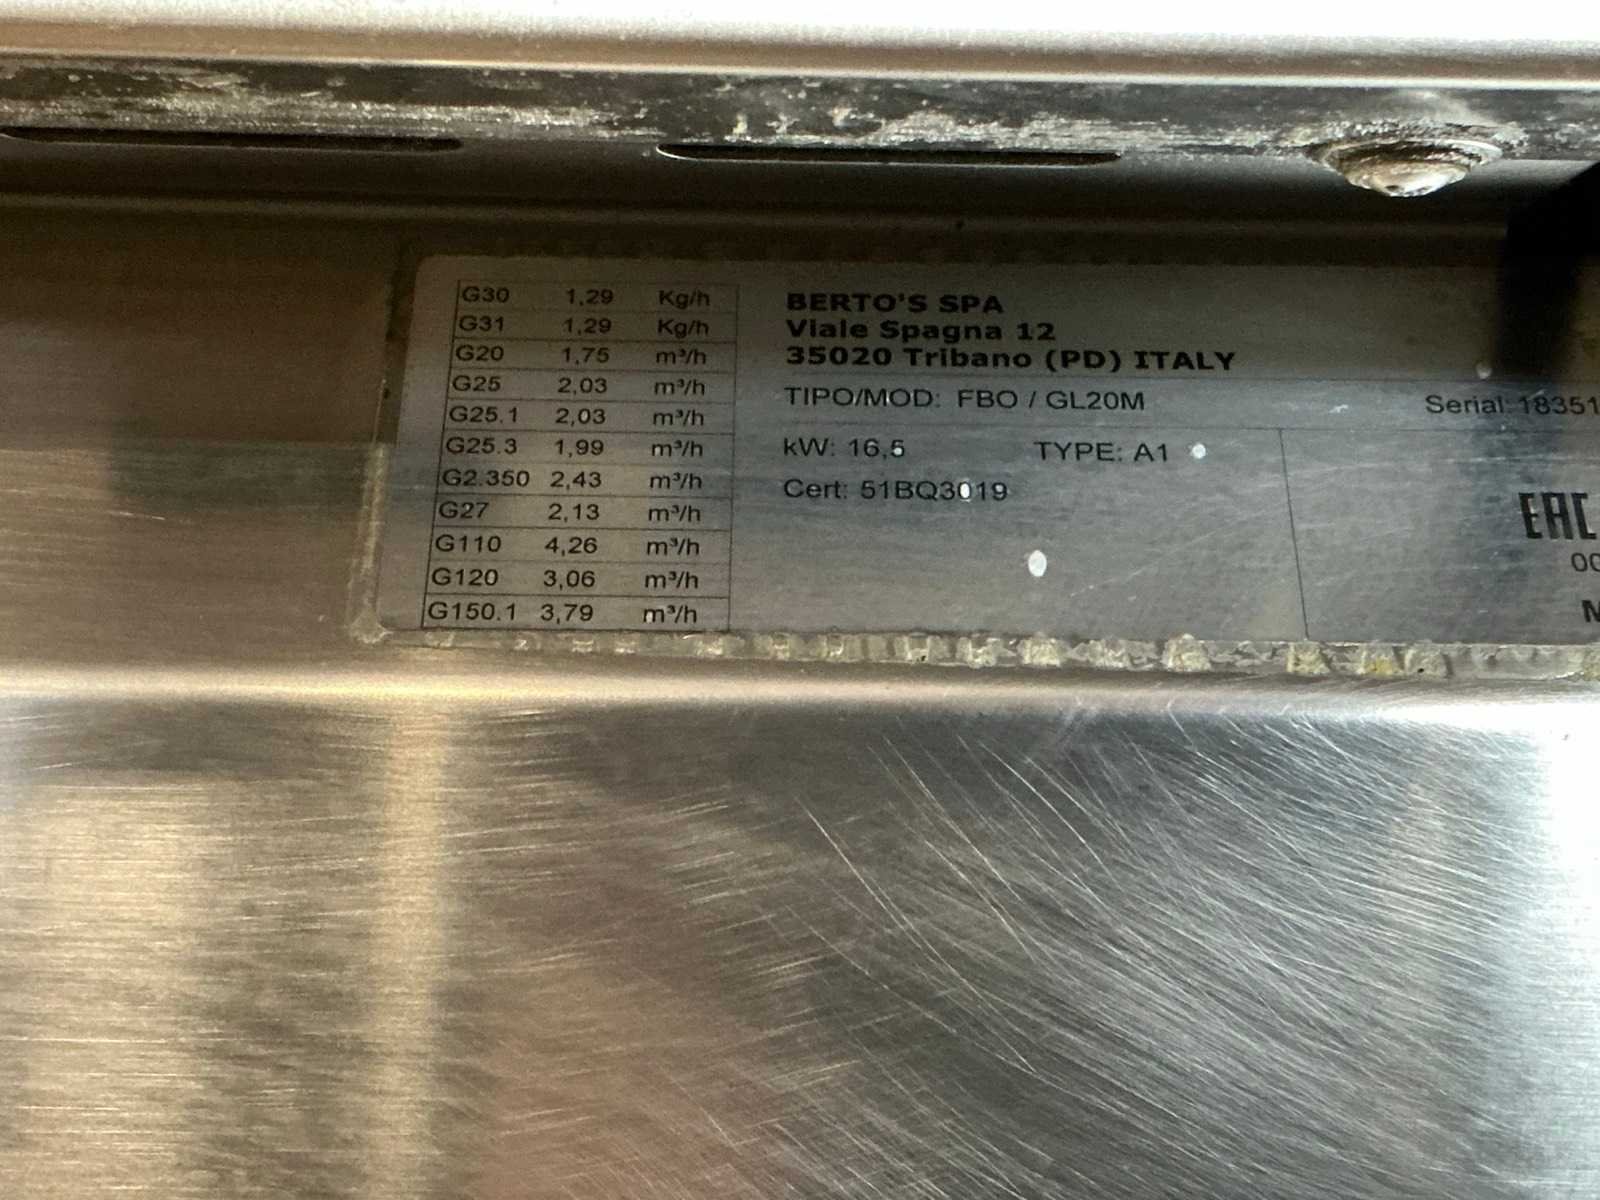 G30 1,29 Kg/h
G31 1,29 Kg/h
G20 1,75 m³/h
G25 2,03 m³/h
G25.1 2,03 m³/h
G25.3 1,99 m³/h
G2.350 2,43 m³/h
G27 2,13 m³/h
G110 4,26 m³/h
G120 3,06 m³/h
G150.1 3,79 m³/h
BERTO'S SPA
Viale Spagna 12
35020 Tribano (PD) ITALY
TIPO/MOD: FBO / GL20M Serial: 18351
kW: 16,5 TYPE: A1
Cert: 51BQ3019
EAC